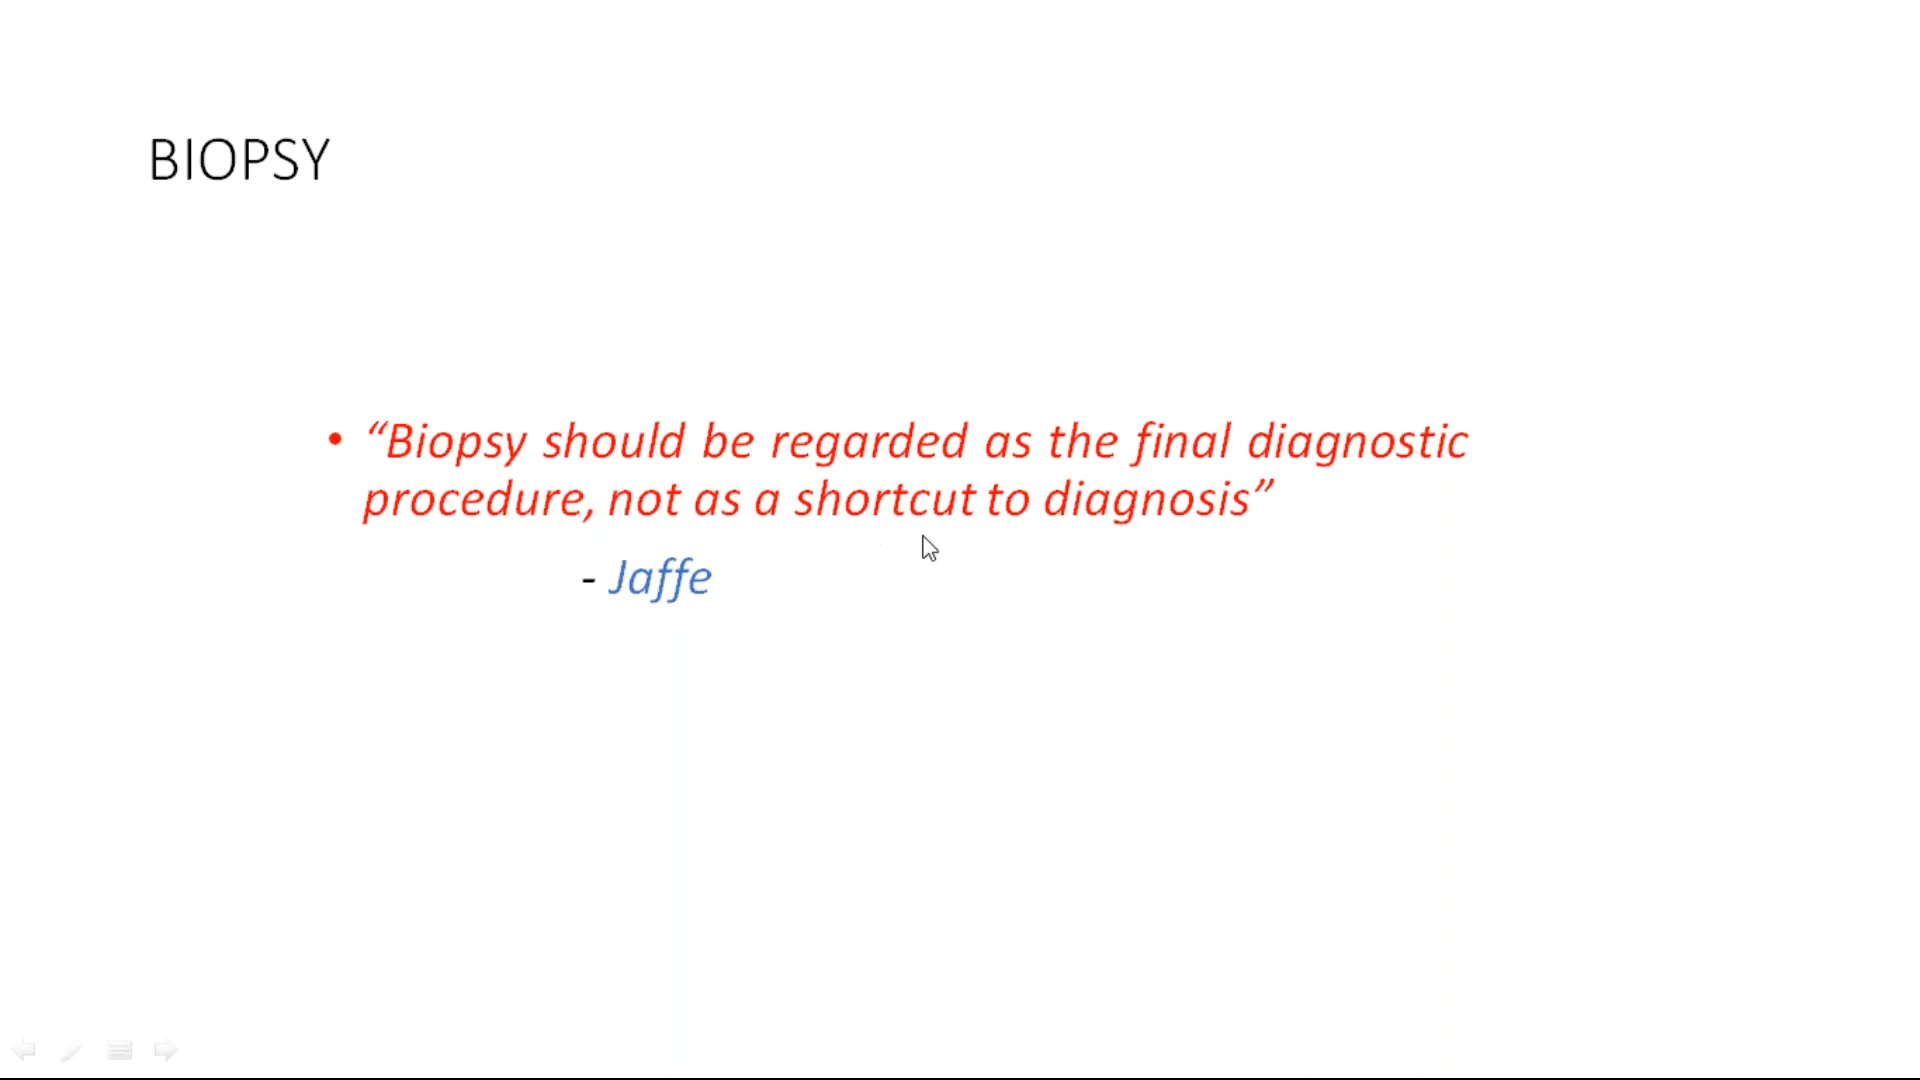 BIOPSY
• “Biopsy should be regarded as the final diagnostic
procedure, not as a shortcut to diagnosis”
- Jaffe